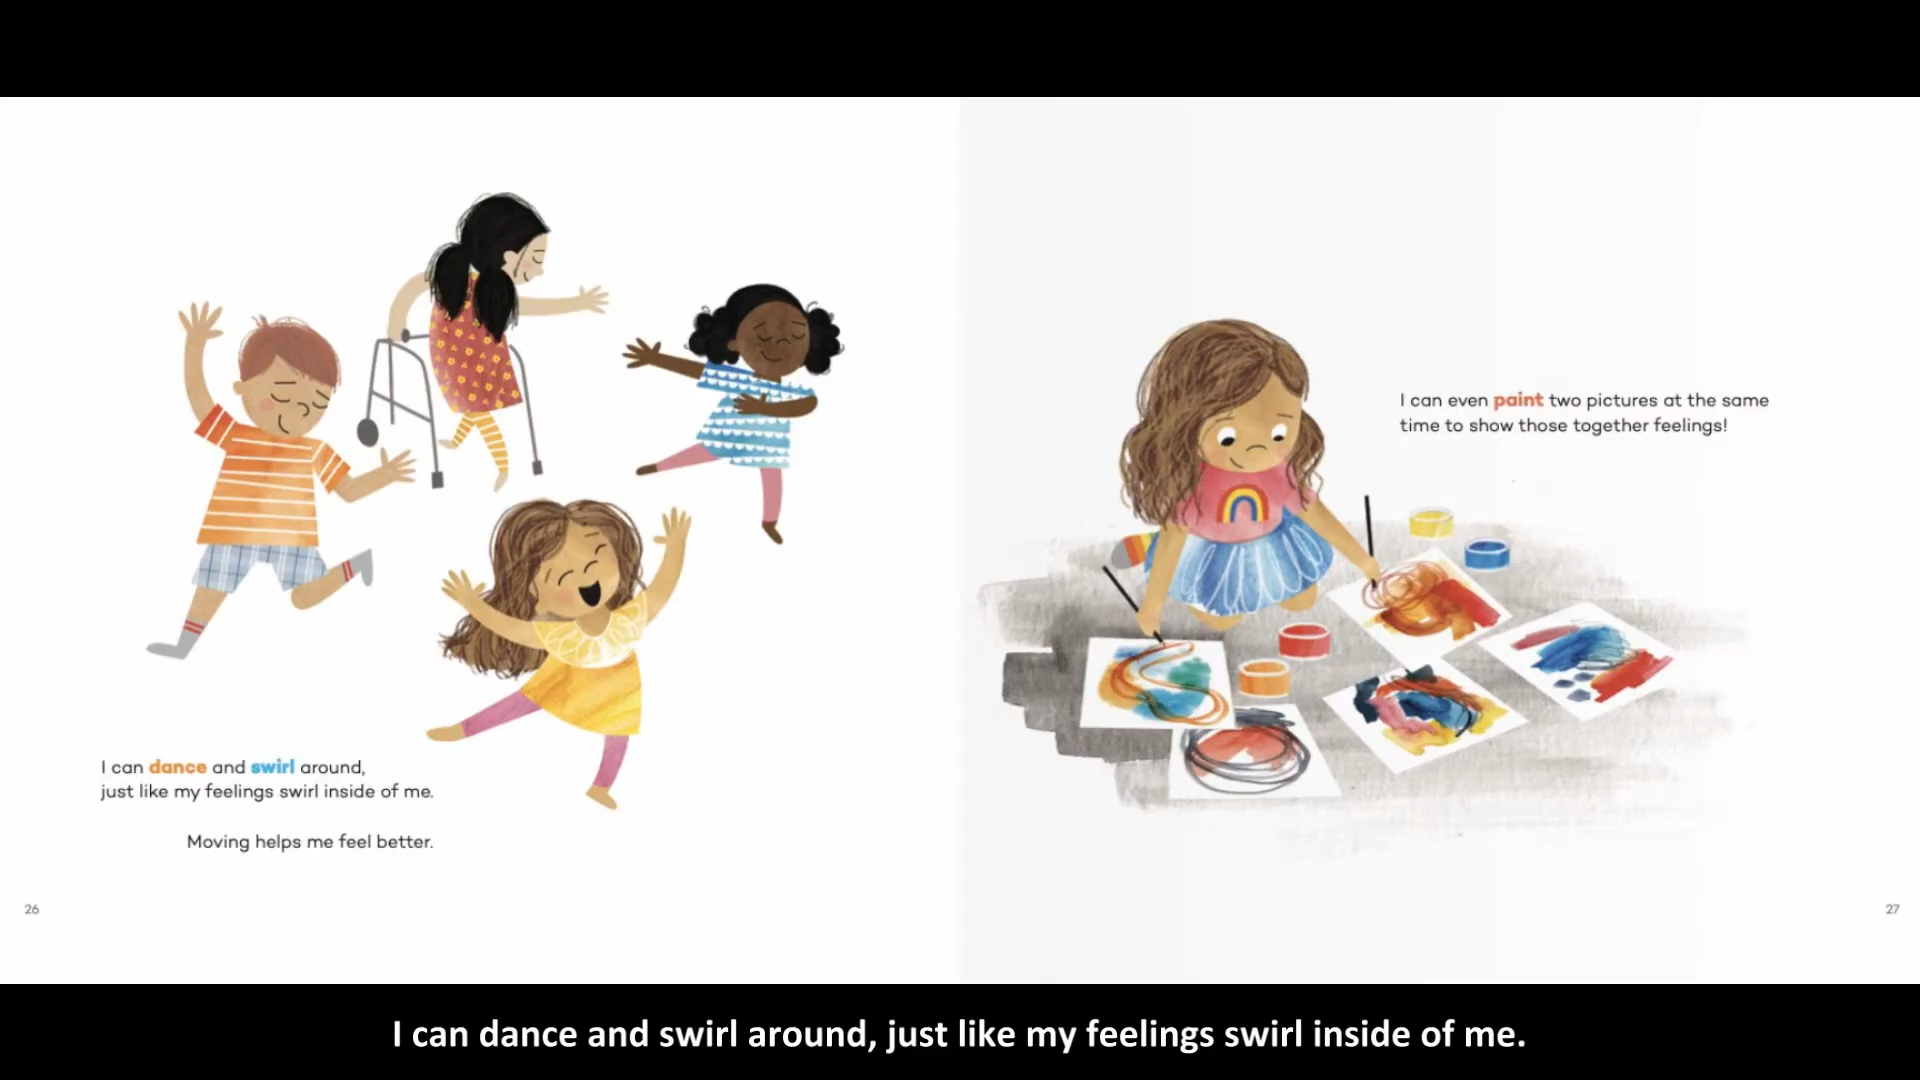 I can dance and swirl around,
just like my feelings swirl inside of me.
Moving helps me feel better.
26
I can even paint two pictures at the same
time to show those together feelings!
27
I can dance and swirl around, just like my feelings swirl inside of me.